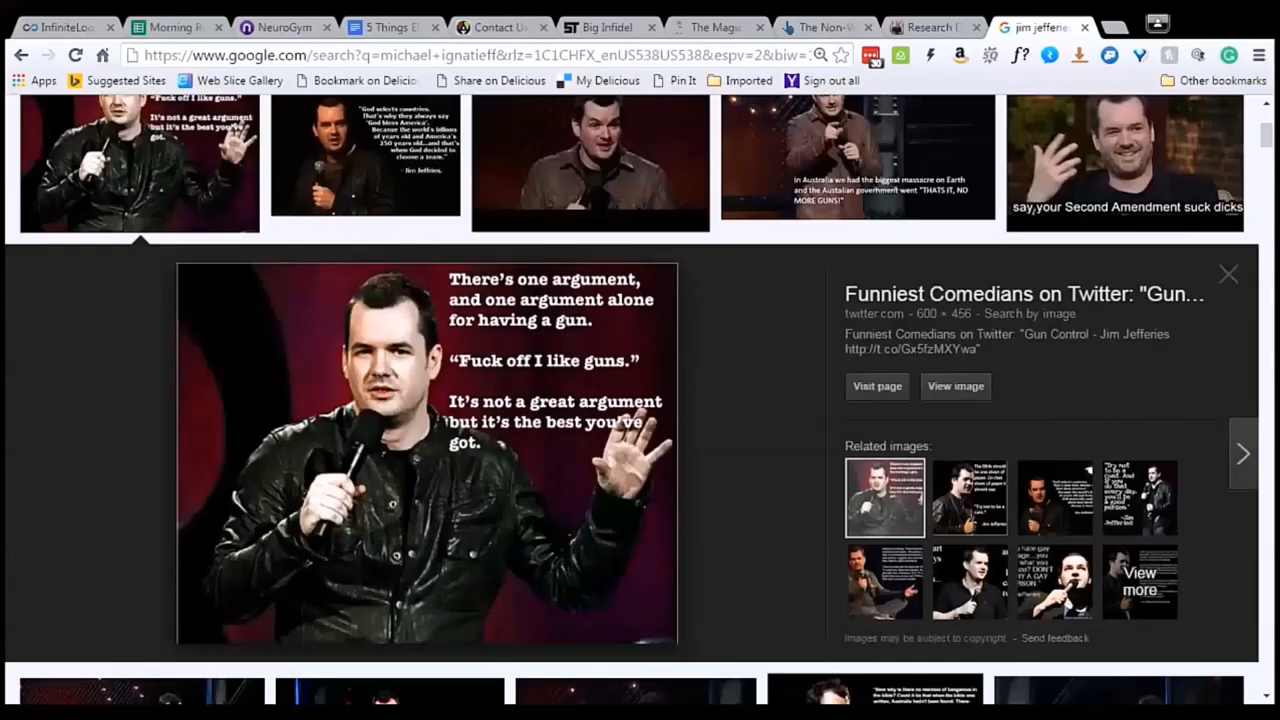 InfiniteLoo
Morning R
NeuroGym
5 Things E
Contact Us
Big Infidel
The Magic
The Non-W
Research D
jim jefferie
https://www.google.com/search?q=michael+ignatieff&rlz=1C1CHFX_enUS538US538&espv=2&biw=
30
f?
Apps
Suggested Sites
Web Slice Gallery
Bookmark on Delicio
Share on Delicious
My Delicious
Pin It
Imported
Sign out all
Other bookmarks
"Fuck off I like guns."
It's not a great argument
but it's the best you've
got.
"God selects countries.
That's why they always say
'God bless America'.
Because the world's billions
of years old and America's
250 years old...and that's
when God decided to
choose a team."
- Jim Jeffries.
in Australia we had the biggest massacre on Earth
and the Austalian government went "THATS IT, NO
MORE GUNS!"
say,your Second Amendment suck dicks
There's one argument,
and one argument alone
for having a gun.
"Fuck off I like guns."
It's not a great argument
but it's the best you've
got.
Funniest Comedians on Twitter: "Gun...
twitter.com - 600 × 456 - Search by image
Funniest Comedians on Twitter: "Gun Control - Jim Jefferies
http://t.co/Gx5fzMXYwa"
Visit page
View image
Related images:
View
more
Images may be subject to copyright. - Send feedback